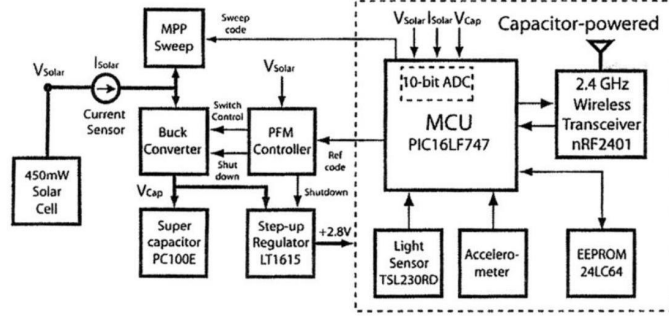 MPP
Sweep
Sweep
code
VSolar ISolar VCap
Capacitor-powered
VSolar
ISolar
Current
Sensor
VSolar
10-bit ADC
MCU
PIC16LF747
2.4 GHz
Wireless
Transceiver
nRF2401
Buck
Converter
Switch
Control
Shut
down
PFM
Controller
Ref
code
450mW
Solar
Cell
VCap
Shutdown
Super
capacitor
PC100E
Step-up
Regulator
LT1615
+2.8V
Light
Sensor
TSL230RD
Accelero-
meter
EEPROM
24LC64